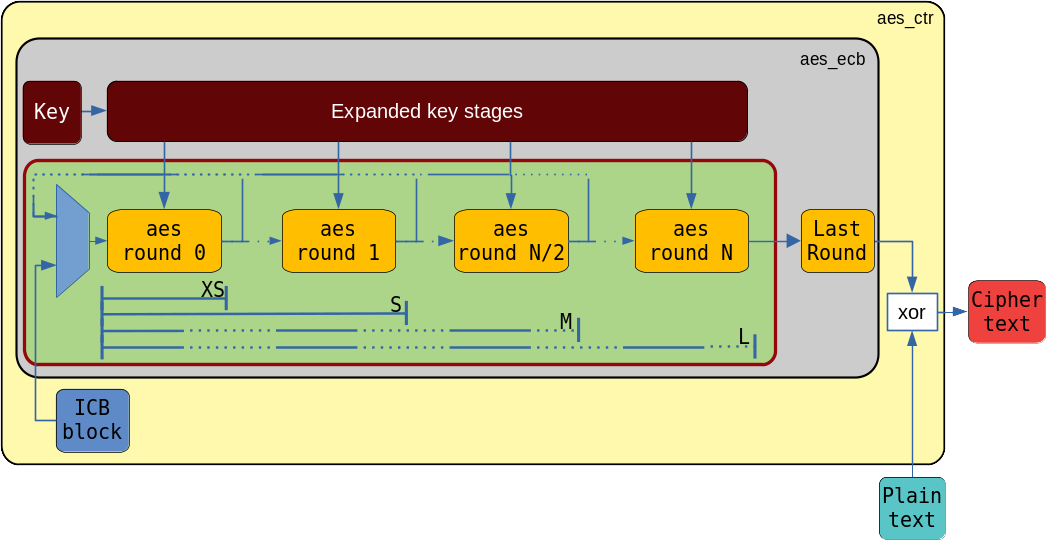 aes_ctr
aes_ecb
Key
Expanded key stages
aes
round 0
aes
round 1
aes
round N/2
aes
round N
Last
Round
XS
S
M
L
xor
Cipher
text
ICB
block
Plain
text